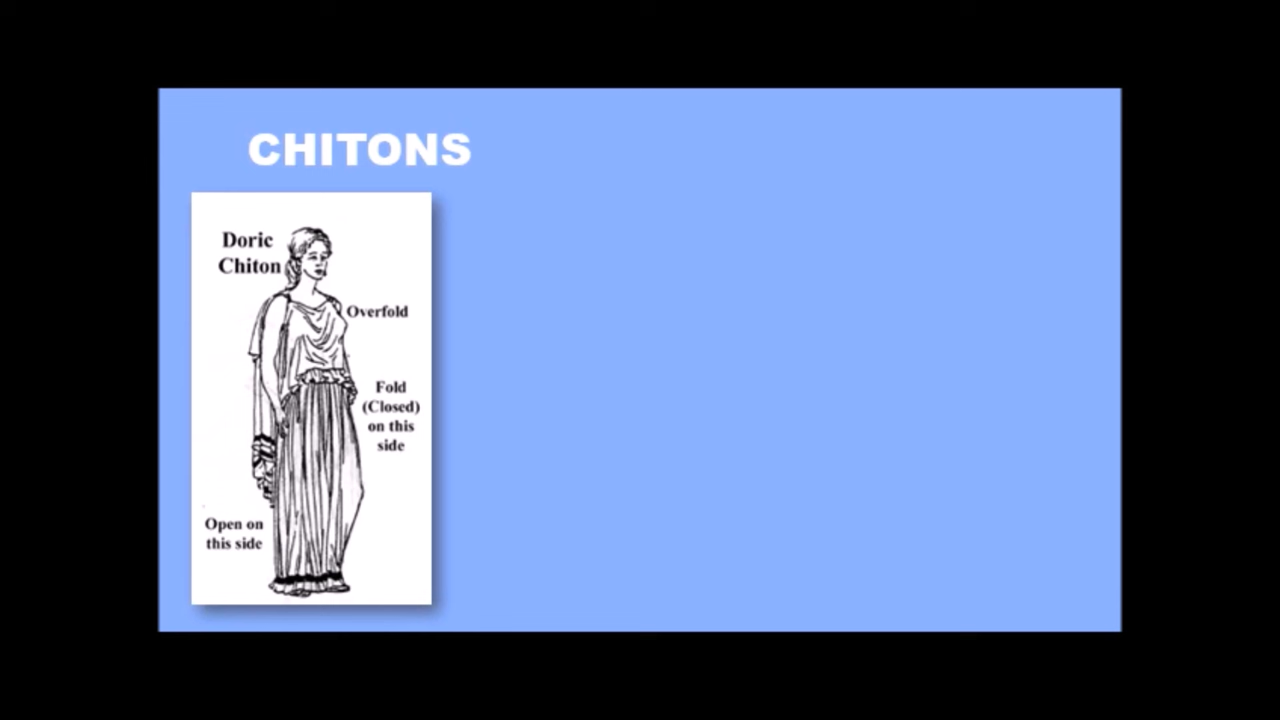 CHITONS
Doric
Chiton
Overfold
Fold
(Closed)
on this
side
Open on
this side